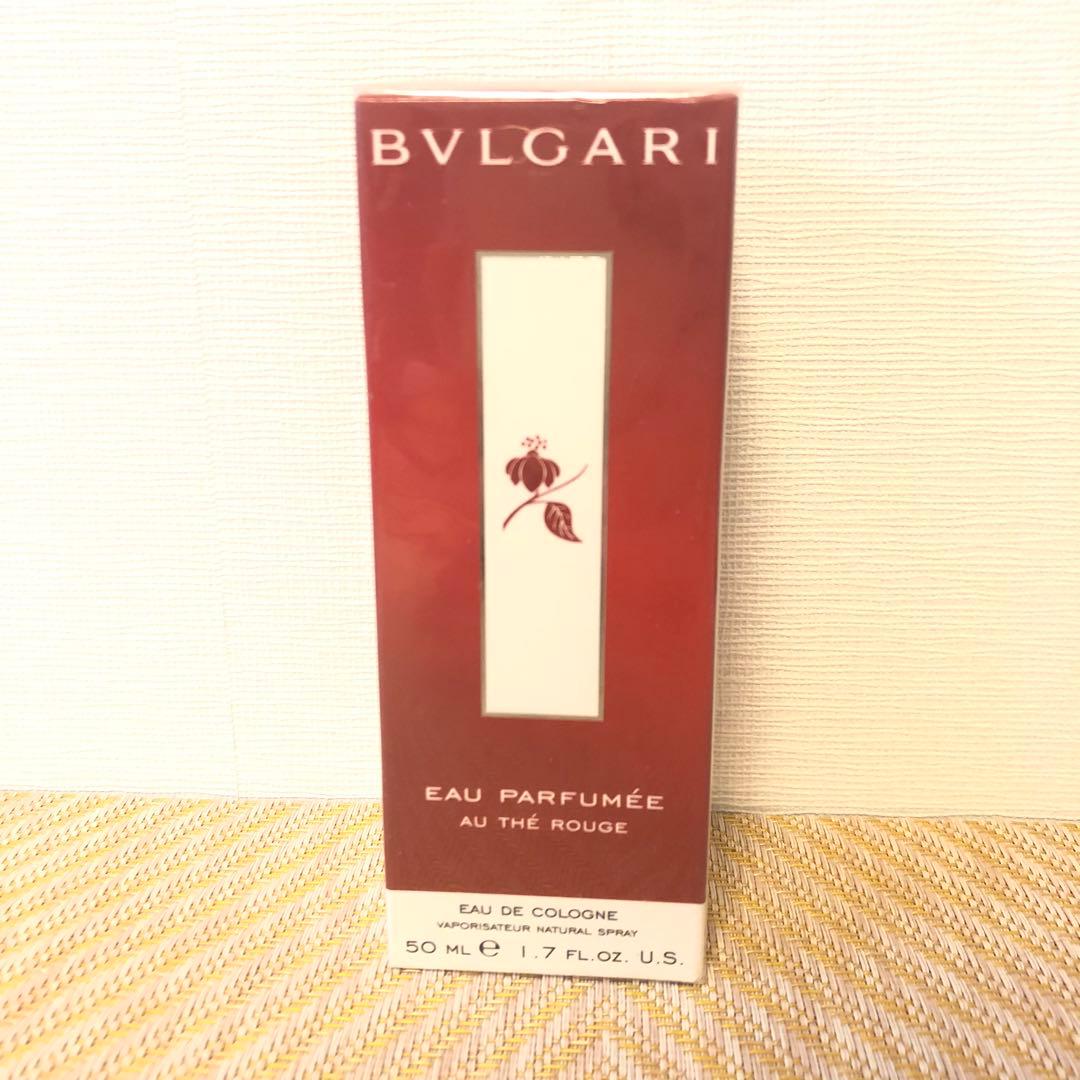 BVLGARI
EAU PARFUMÉE
AU THÉ ROUGE
EAU DE COLOGNE
VAPORISATEUR NATURAL SPRAY
50 ML ℮ 1.7 FL.OZ. U.S.